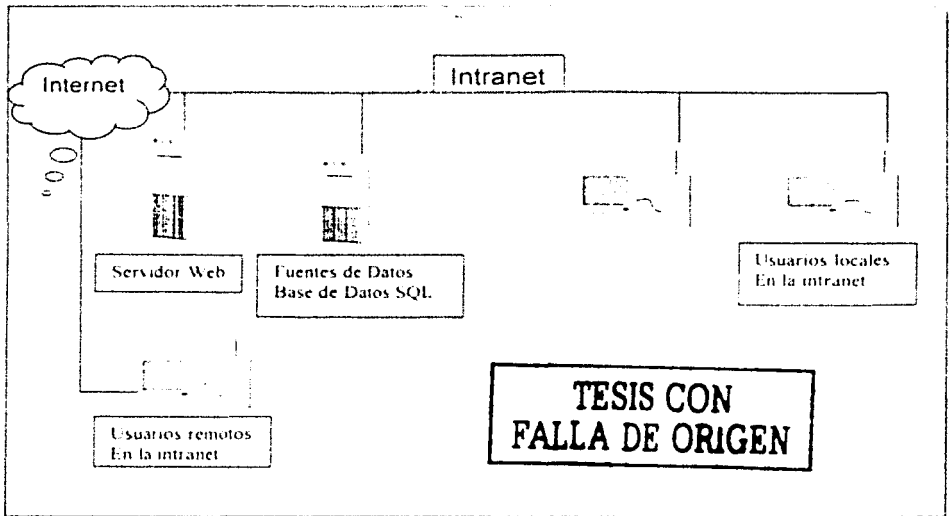 Internet
Intranet
Servidor Web
Fuentes de Datos
Base de Datos SQL
Usuarios locales
En la intranet
Usuarios remotos
En la intranet
TESIS CON
FALLA DE ORIGEN